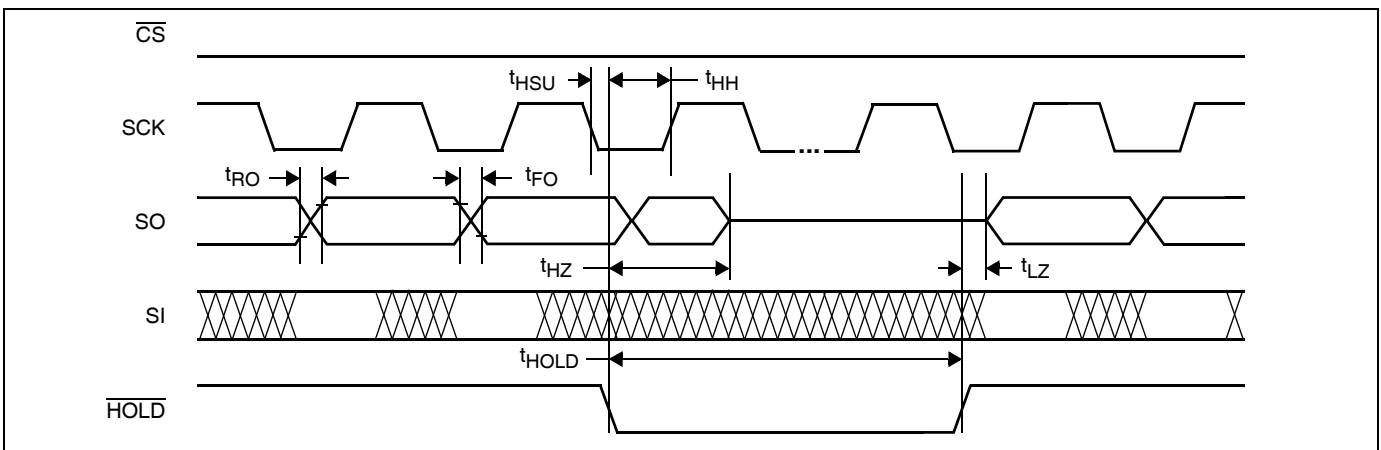 CS
tHSU
tHH
SCK
tRO
tFO
SO
tHZ
tLZ
SI
tHOLD
HOLD